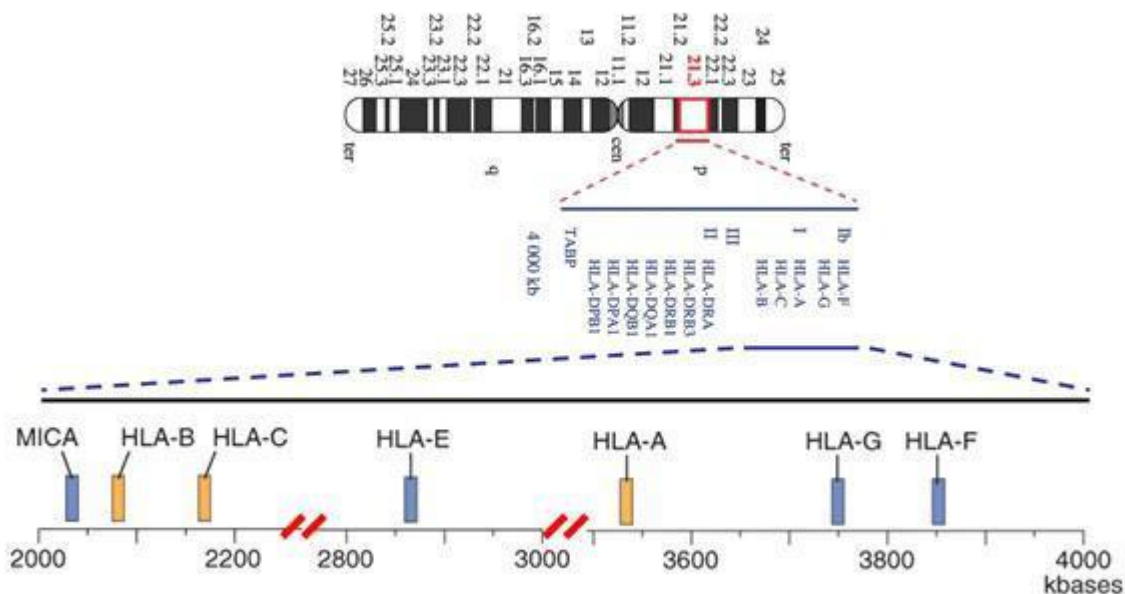 25.2 23.2 22.2 16.2 13 11.2 21.2 22.2 24
27 26 25.3 25.1 24 23.3 23.1 22.3 22.1 21 16.3 16.1 15 14 12 11.1 12 21.1 21.3 22.1 22.3 23 25
ter cen ter
q p
4 000 kb TABP II III I Ib
HLA-DPB1 HLA-DPA1 HLA-DQB1 HLA-DQA1 HLA-DRB1 HLA-DRB3 HLA-DRA HLA-B HLA-C HLA-A HLA-G HLA-F
MICA HLA-B HLA-C HLA-E HLA-A HLA-G HLA-F
2000 2200 2800 3000 3600 3800 4000
kbases